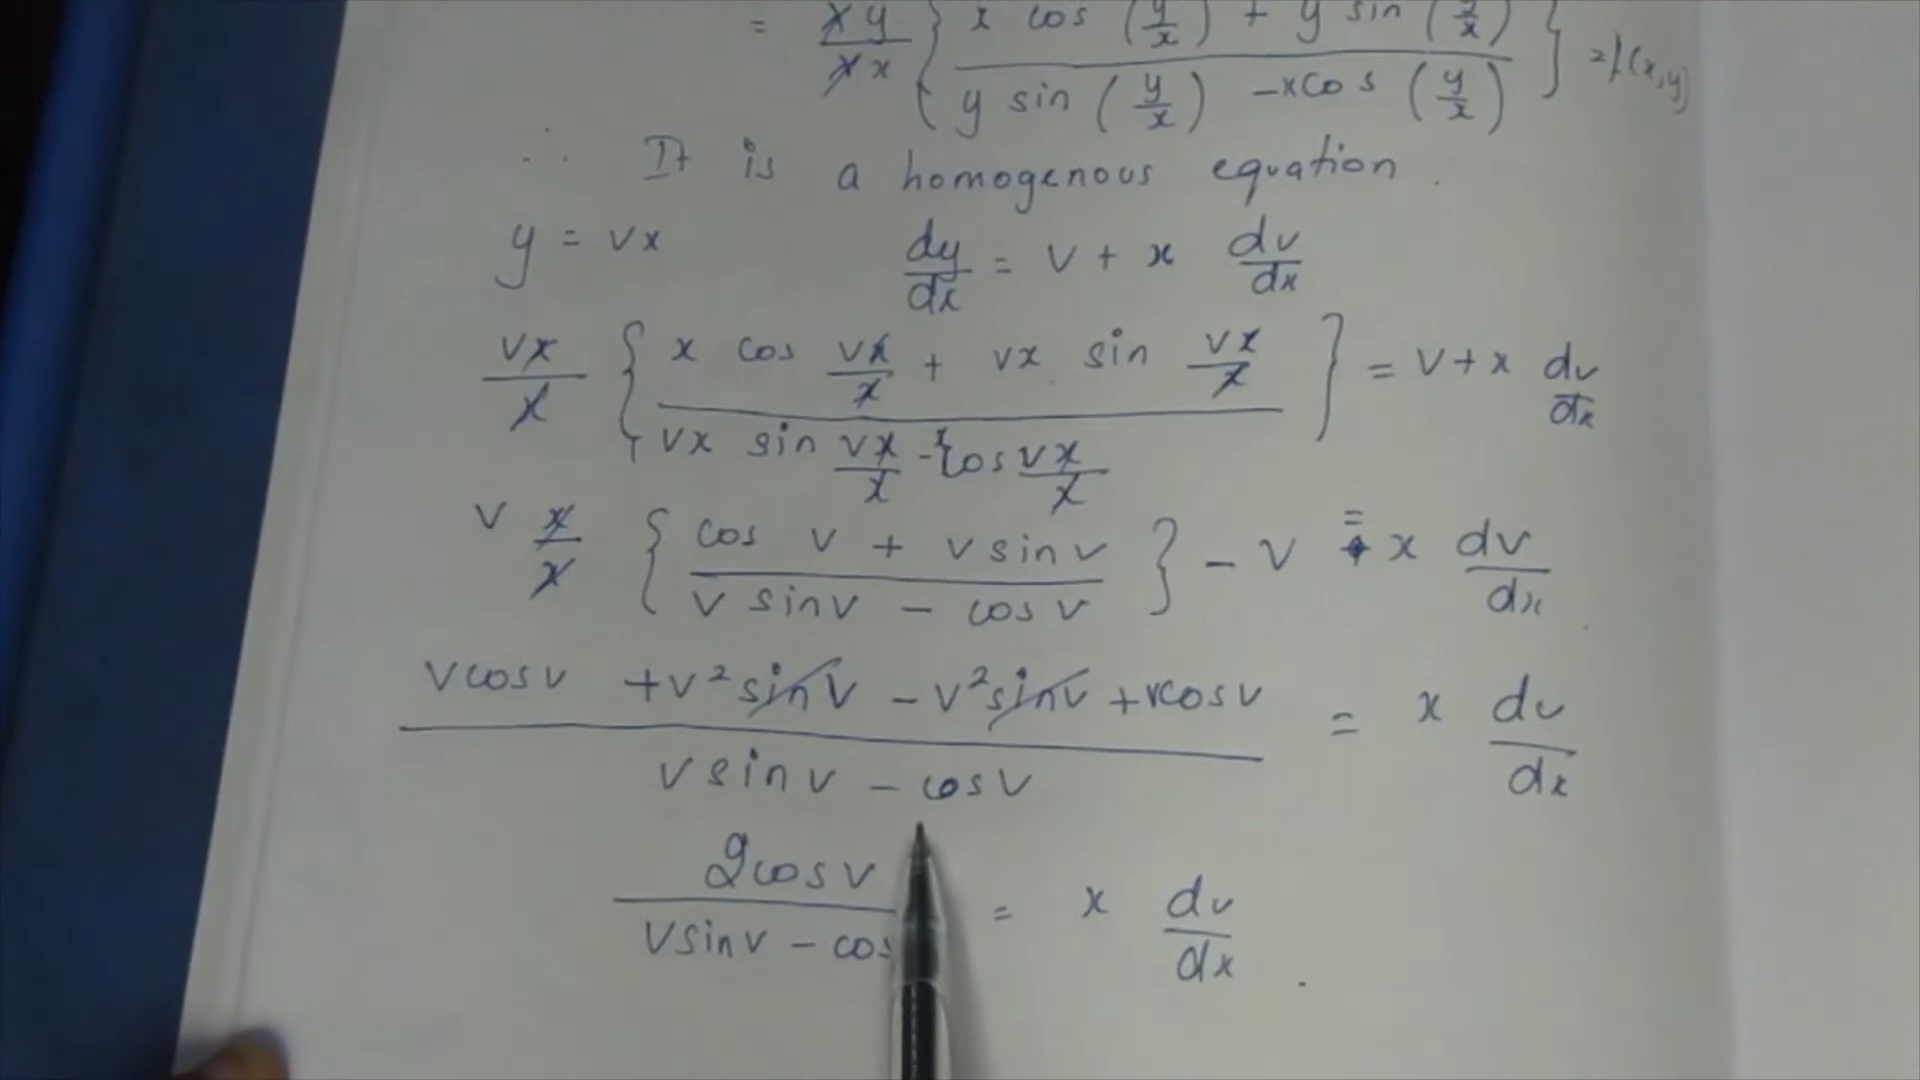 = xy/xx { x cos (y/x) + y sin (y/x) / y sin (y/x) - x cos (y/x) } = f(x,y)
∴ It is a homogenous equation.
y = vx dy/dx = v + x dv/dx
vx/x { x cos vx/x + vx sin vx/x / vx sin vx/x - x cos vx/x } = v + x dv/dx
v x/x { cos v + v sin v / v sin v - cos v } - v = x dv/dx
v cos v + v² sin v - v² sin v + v cos v / v sin v - cos v = x dv/dx
2 cos v / v sin v - cos = x dv/dx .